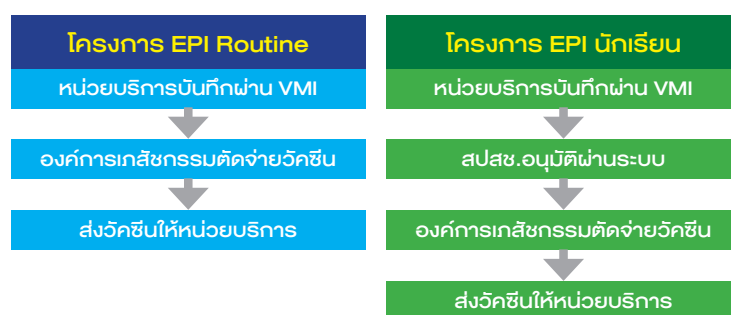 โครงการ EPI Routine
หน่วยบริการบันทึกผ่าน VMI
องค์การเภสัชกรรมตัดจ่ายวัคซีน
ส่งวัคซีนให้หน่วยบริการ
โครงการ EPI นักเรียน
หน่วยบริการบันทึกผ่าน VMI
สปสช.อนุมัติผ่านระบบ
องค์การเภสัชกรรมตัดจ่ายวัคซีน
ส่งวัคซีนให้หน่วยบริการ